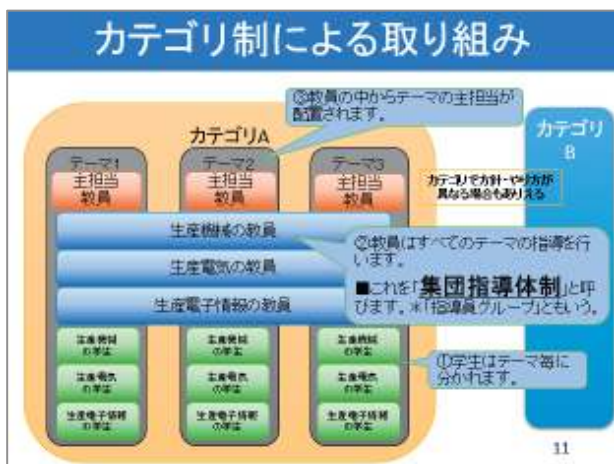 カテゴリ制による取り組み
③教員の中からテーマの主担当が
配置されます。
カテゴリA
カテゴリ
B
テーマ1
主担当
教員
テーマ2
主担当
教員
テーマ3
主担当
教員
カテゴリで方針・やり方が
異なる場合もありえる
生産機械の教員
生産電気の教員
生産電子情報の教員
②教員はすべてのテーマの指導を行
います。
■これを「集団指導体制」と呼
びます。＊「指導員グループ」ともいう。
生産機械
の学生
生産電気
の学生
生産電子情報
の学生
生産機械
の学生
生産電気
の学生
生産電子情報
の学生
生産機械
の学生
生産電気
の学生
生産電子情報
の学生
①学生はテーマ毎に
分かれます。
11